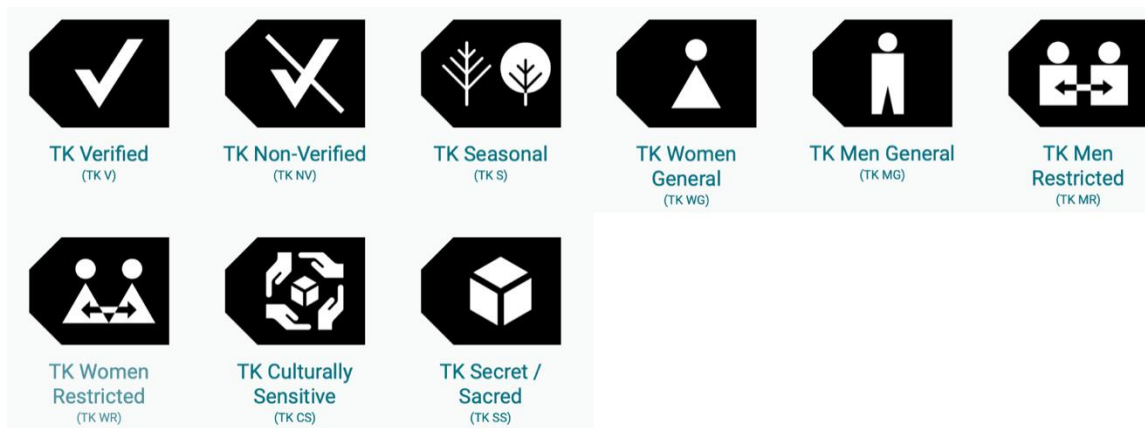 TK Verified
(TK V)
TK Non-Verified
(TK NV)
TK Seasonal
(TK S)
TK Women
General
(TK WG)
TK Men General
(TK MG)
TK Men
Restricted
(TK MR)
TK Women
Restricted
(TK WR)
TK Culturally
Sensitive
(TK CS)
TK Secret /
Sacred
(TK SS)